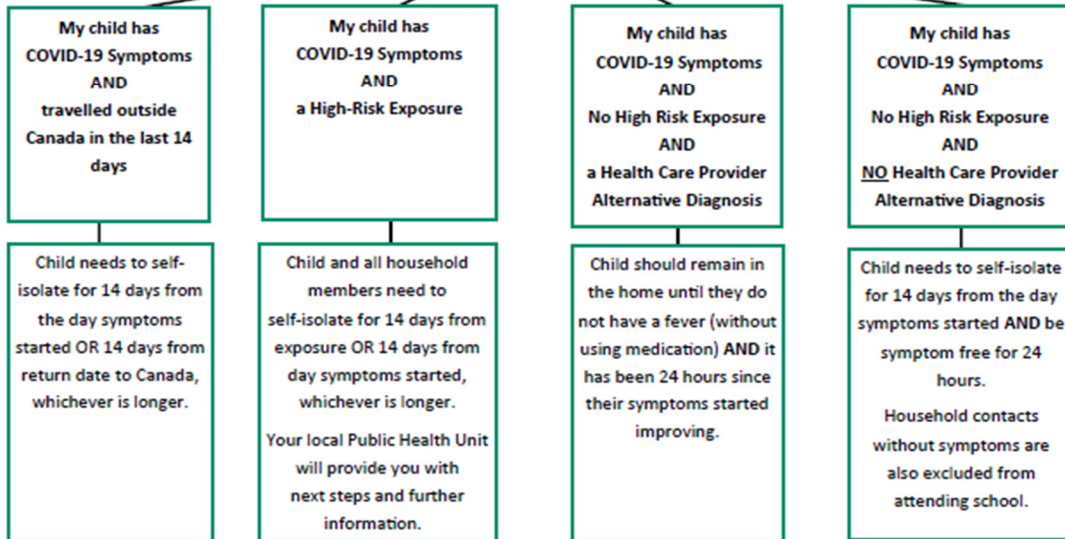 My child has
COVID-19 Symptoms
AND
travelled outside
Canada in the last 14
days
My child has
COVID-19 Symptoms
AND
a High-Risk Exposure
My child has
COVID-19 Symptoms
AND
No High Risk Exposure
AND
a Health Care Provider
Alternative Diagnosis
My child has
COVID-19 Symptoms
AND
No High Risk Exposure
AND
NO Health Care Provider
Alternative Diagnosis
Child needs to self-
isolate for 14 days from
the day symptoms
started OR 14 days from
return date to Canada,
whichever is longer.
Child and all household
members need to
self-isolate for 14 days from
exposure OR 14 days from
day symptoms started,
whichever is longer.
Your local Public Health Unit
will provide you with
next steps and further
information.
Child should remain in
the home until they do
not have a fever (without
using medication) AND it
has been 24 hours since
their symptoms started
improving.
Child needs to self-isolate
for 14 days from the day
symptoms started AND be
symptom free for 24
hours.
Household contacts
without symptoms are
also excluded from
attending school.